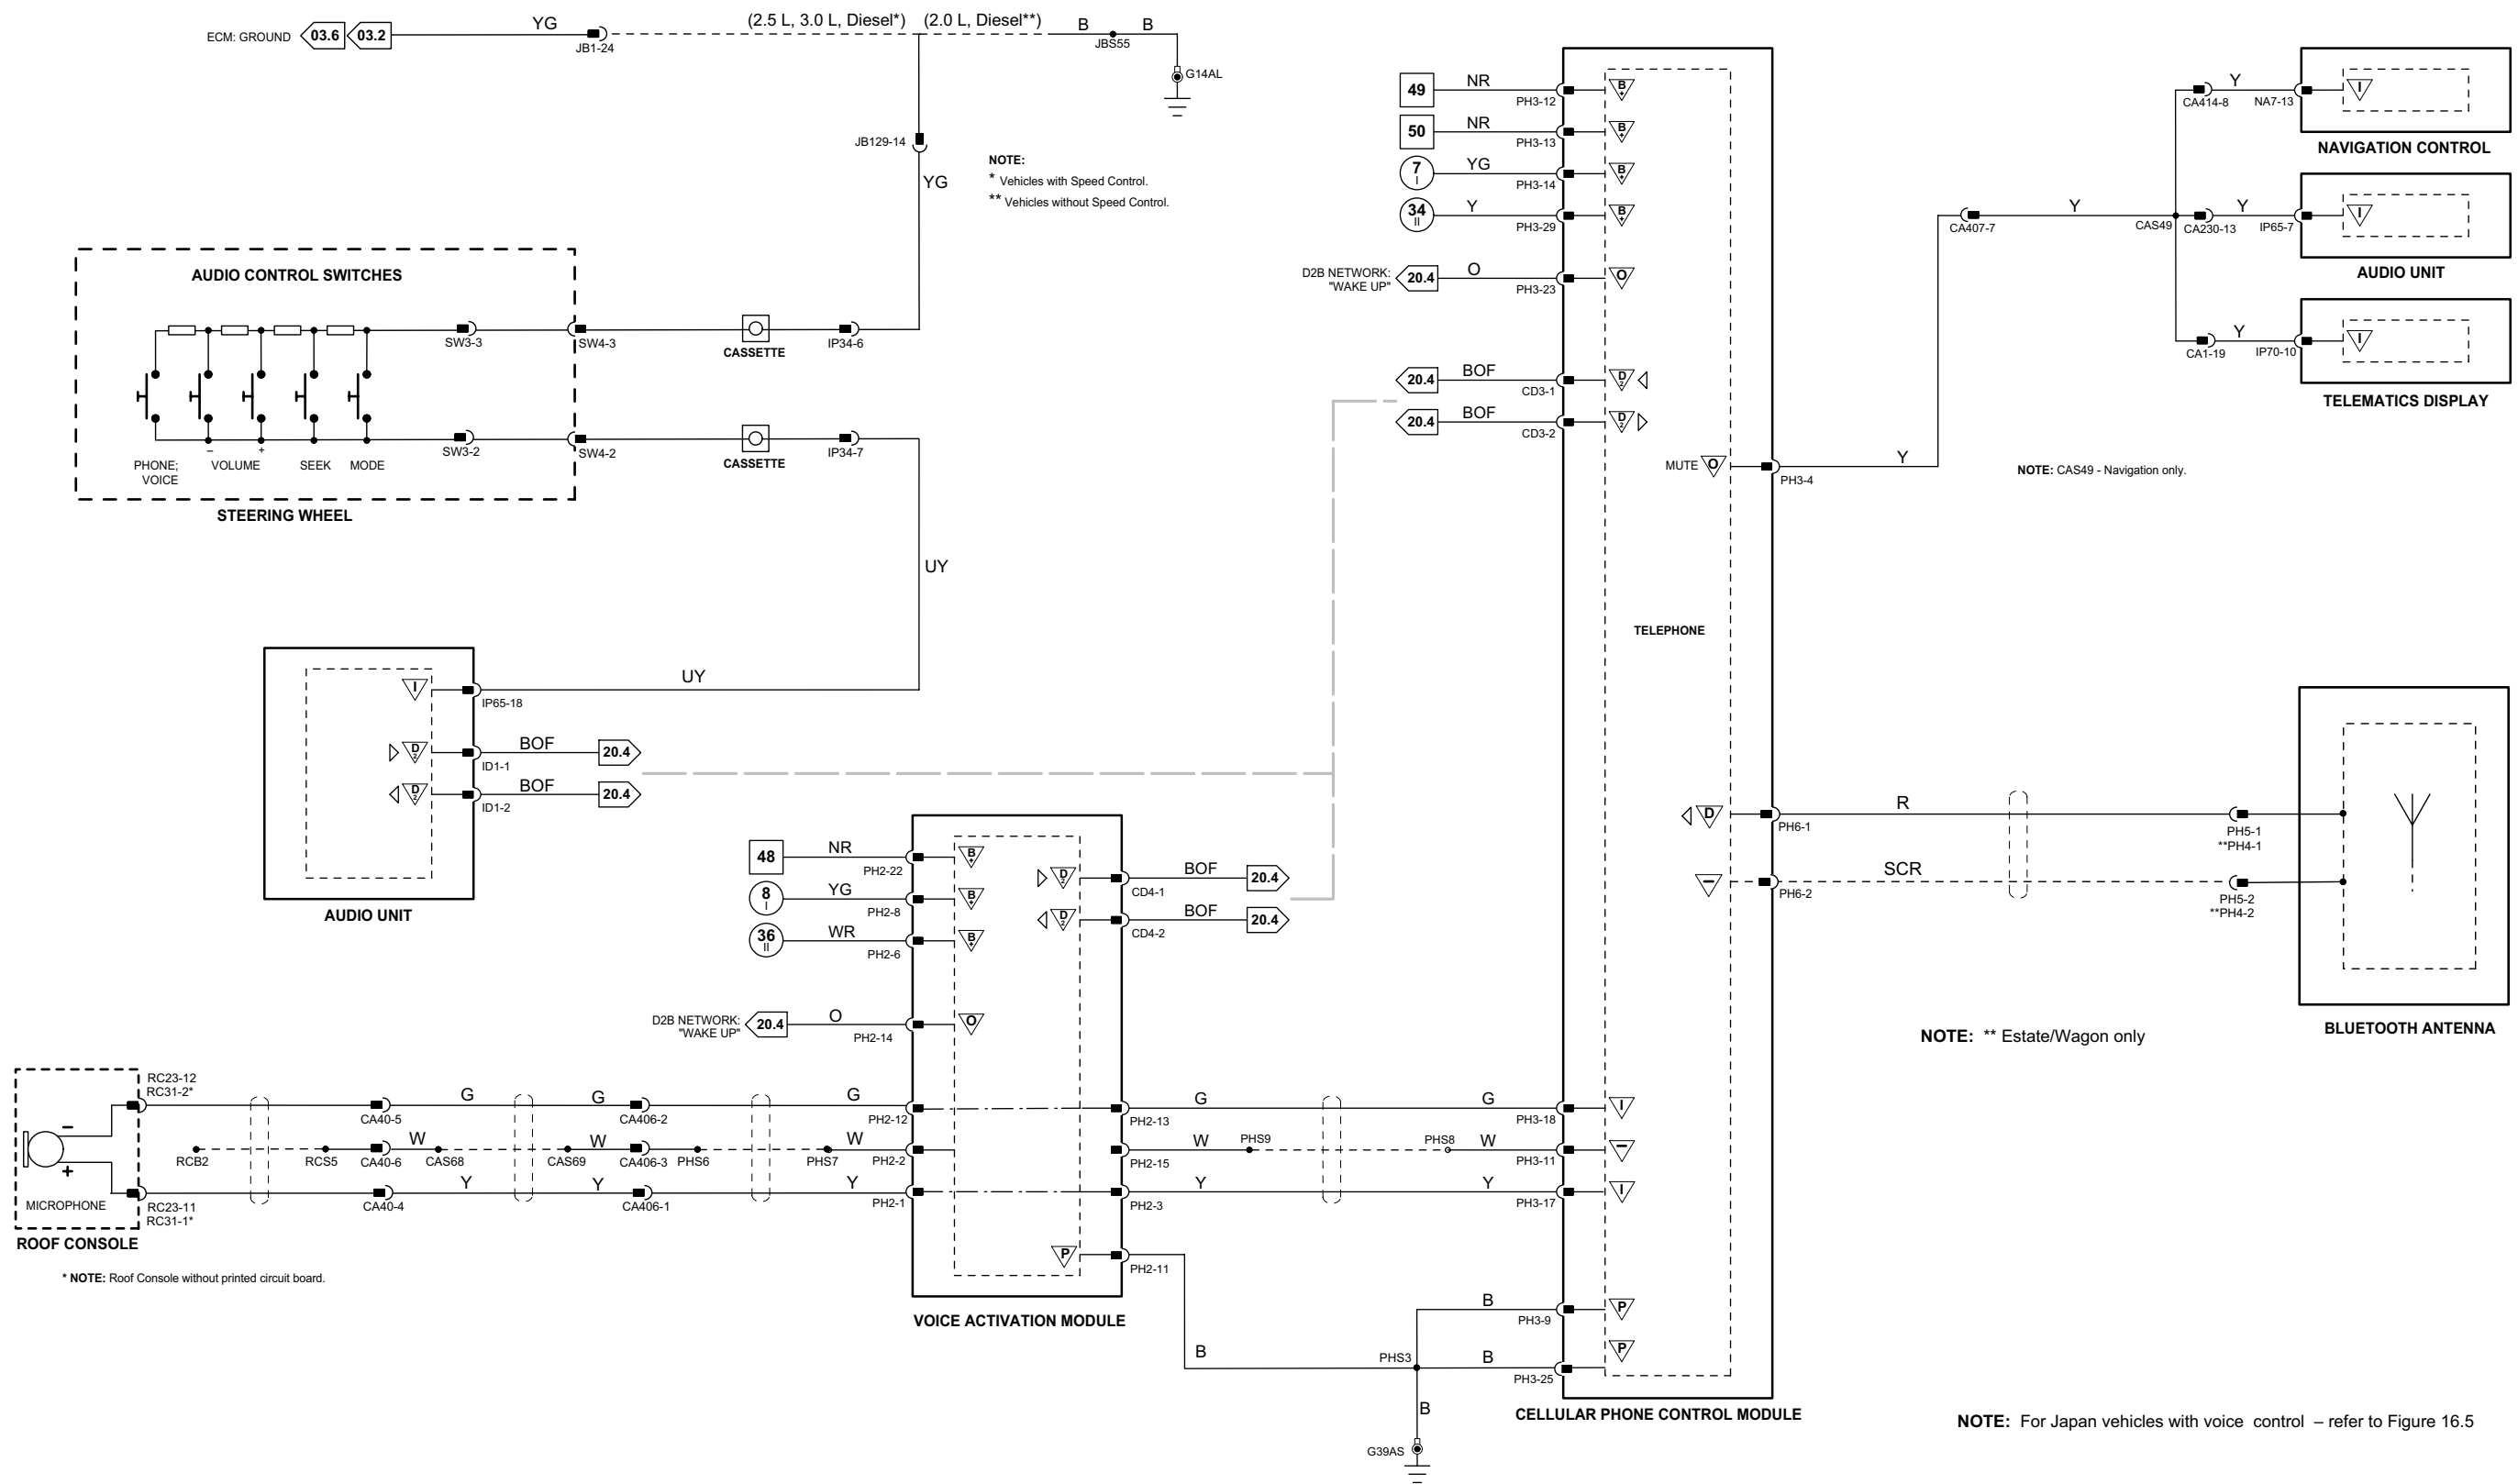 ECM: GROUND 03.6 03.2 YG JB1-24 (2.5 L, 3.0 L, Diesel*) (2.0 L, Diesel**) B JBS55 B
G14AL
JB129-14
YG
NOTE:
* Vehicles with Speed Control.
** Vehicles without Speed Control.
AUDIO CONTROL SWITCHES
SW3-3 SW4-3 CASSETTE IP34-6
SW3-2 SW4-2 CASSETTE IP34-7
– +
PHONE; VOLUME SEEK MODE
VOICE
STEERING WHEEL
UY
UY
I IP65-18
D2 ID1-1 BOF 20.4
D2 ID1-2 BOF 20.4
AUDIO UNIT
48 NR PH2-22 B+
8 I YG PH2-8 B+
36 II WR PH2-6 B+
D2B NETWORK:
"WAKE UP" 20.4 O PH2-14 O
D2 CD4-1 BOF 20.4
D2 CD4-2 BOF 20.4
RC23-12
RC31-2*
CA40-5 G G CA406-2 G PH2-12
RCB2 RCS5 CA40-6 W CAS68 CAS69 W CA406-3 PHS6 PHS7 W PH2-2
CA40-4 Y Y CA406-1 Y PH2-1
– +
MICROPHONE
RC23-11
RC31-1*
ROOF CONSOLE
* NOTE: Roof Console without printed circuit board.
PH2-13 G G PH3-18 I
PH2-15 W PHS9 PHS8 W PH3-11 –
PH2-3 Y Y PH3-17 I
P PH2-11
VOICE ACTIVATION MODULE
B
PHS3
B PH3-9 P
B PH3-25 P
B
G39AS
49 NR PH3-12 B+
50 NR PH3-13 B+
7 I YG PH3-14 B+
34 II Y PH3-29 B+
D2B NETWORK:
"WAKE UP" 20.4 O PH3-23 O
20.4 BOF CD3-1 D2
20.4 BOF CD3-2 D2
MUTE O PH3-4 Y
TELEPHONE
D PH6-1 R PH5-1
**PH4-1
– PH6-2 SCR PH5-2
**PH4-2
CELLULAR PHONE CONTROL MODULE
CA407-7 Y CAS49
CA414-8 Y NA7-13 I
NAVIGATION CONTROL
CA230-13 Y IP65-7 I
AUDIO UNIT
CA1-19 Y IP70-10 I
TELEMATICS DISPLAY
NOTE: CAS49 - Navigation only.
BLUETOOTH ANTENNA
NOTE: ** Estate/Wagon only
NOTE: For Japan vehicles with voice control – refer to Figure 16.5